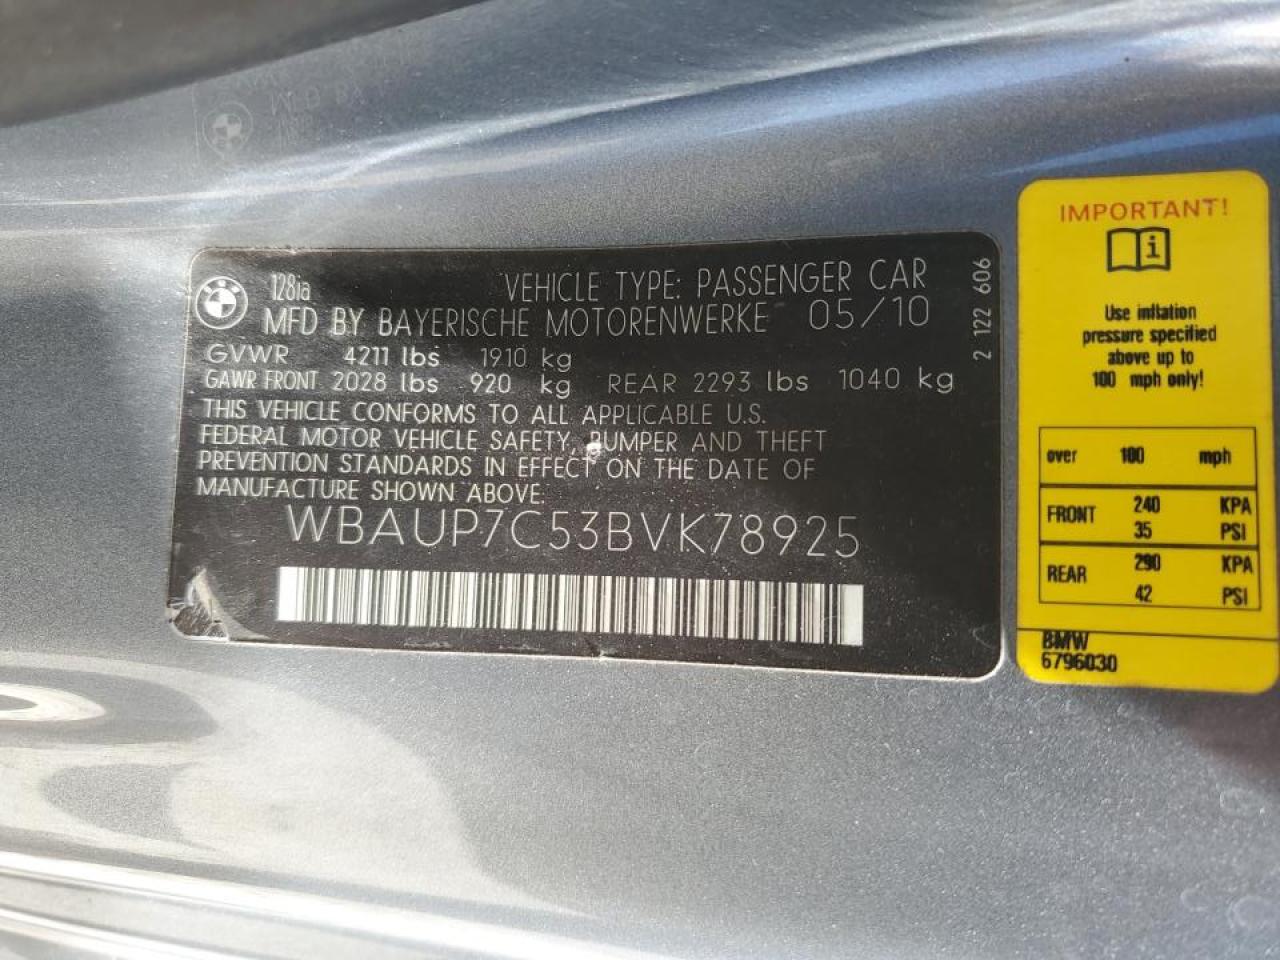 128ia VEHICLE TYPE: PASSENGER CAR
MFD BY BAYERISCHE MOTORENWERKE 05/10
GVWR 4211 lbs 1910 kg
GAWR FRONT 2028 lbs 920 kg REAR 2293 lbs 1040 kg
THIS VEHICLE CONFORMS TO ALL APPLICABLE U.S.
FEDERAL MOTOR VEHICLE SAFETY, BUMPER AND THEFT
PREVENTION STANDARDS IN EFFECT ON THE DATE OF
MANUFACTURE SHOWN ABOVE.
WBAUP7C53BVK78925
2 122 606
IMPORTANT!
Use inflation
pressure specified
above up to
100 mph only!
over 100 mph
FRONT 240 KPA
35 PSI
REAR 290 KPA
42 PSI
BMW
6796030